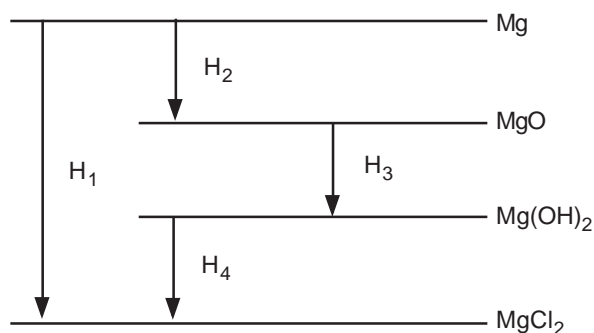 Mg
H₂
MgO
H₁
H₃
Mg(OH)₂
H₄
MgCl₂